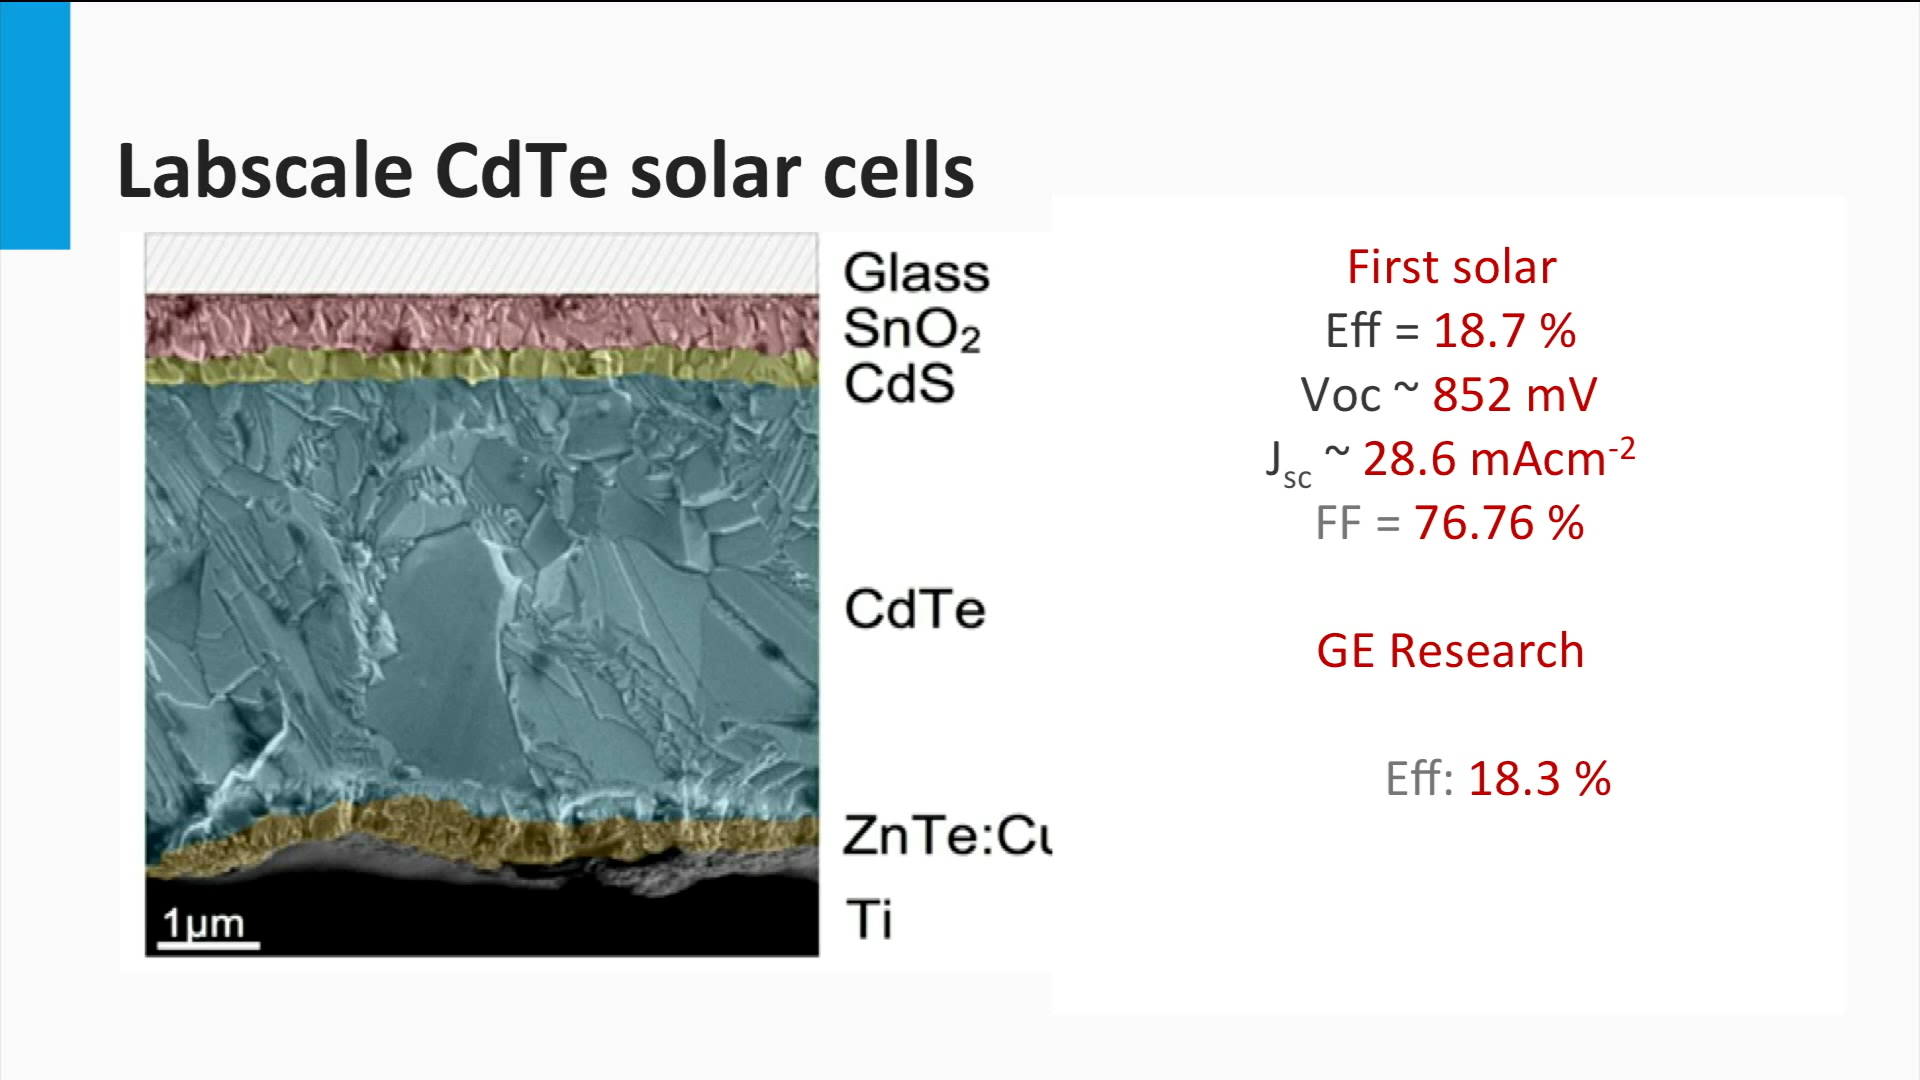 Labscale CdTe solar cells
Glass
SnO₂
CdS
CdTe
ZnTe:Cu
Ti
1μm
First solar
Eff = 18.7 %
Voc ~ 852 mV
Jsc ~ 28.6 mAcm⁻²
FF = 76.76 %
GE Research
Eff: 18.3 %